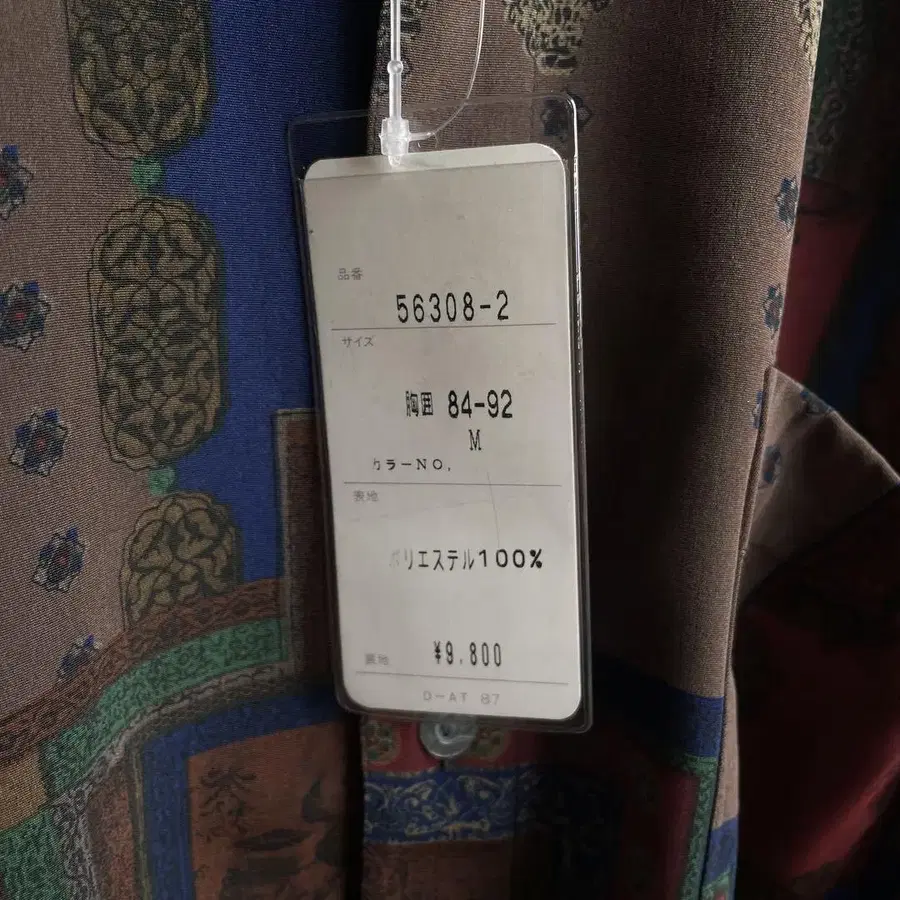 品番
56308-2
サイズ
胸囲 84-92
M
カラーNO.
表地
ポリエステル100%
裏地 ¥9,800
D-AT 87